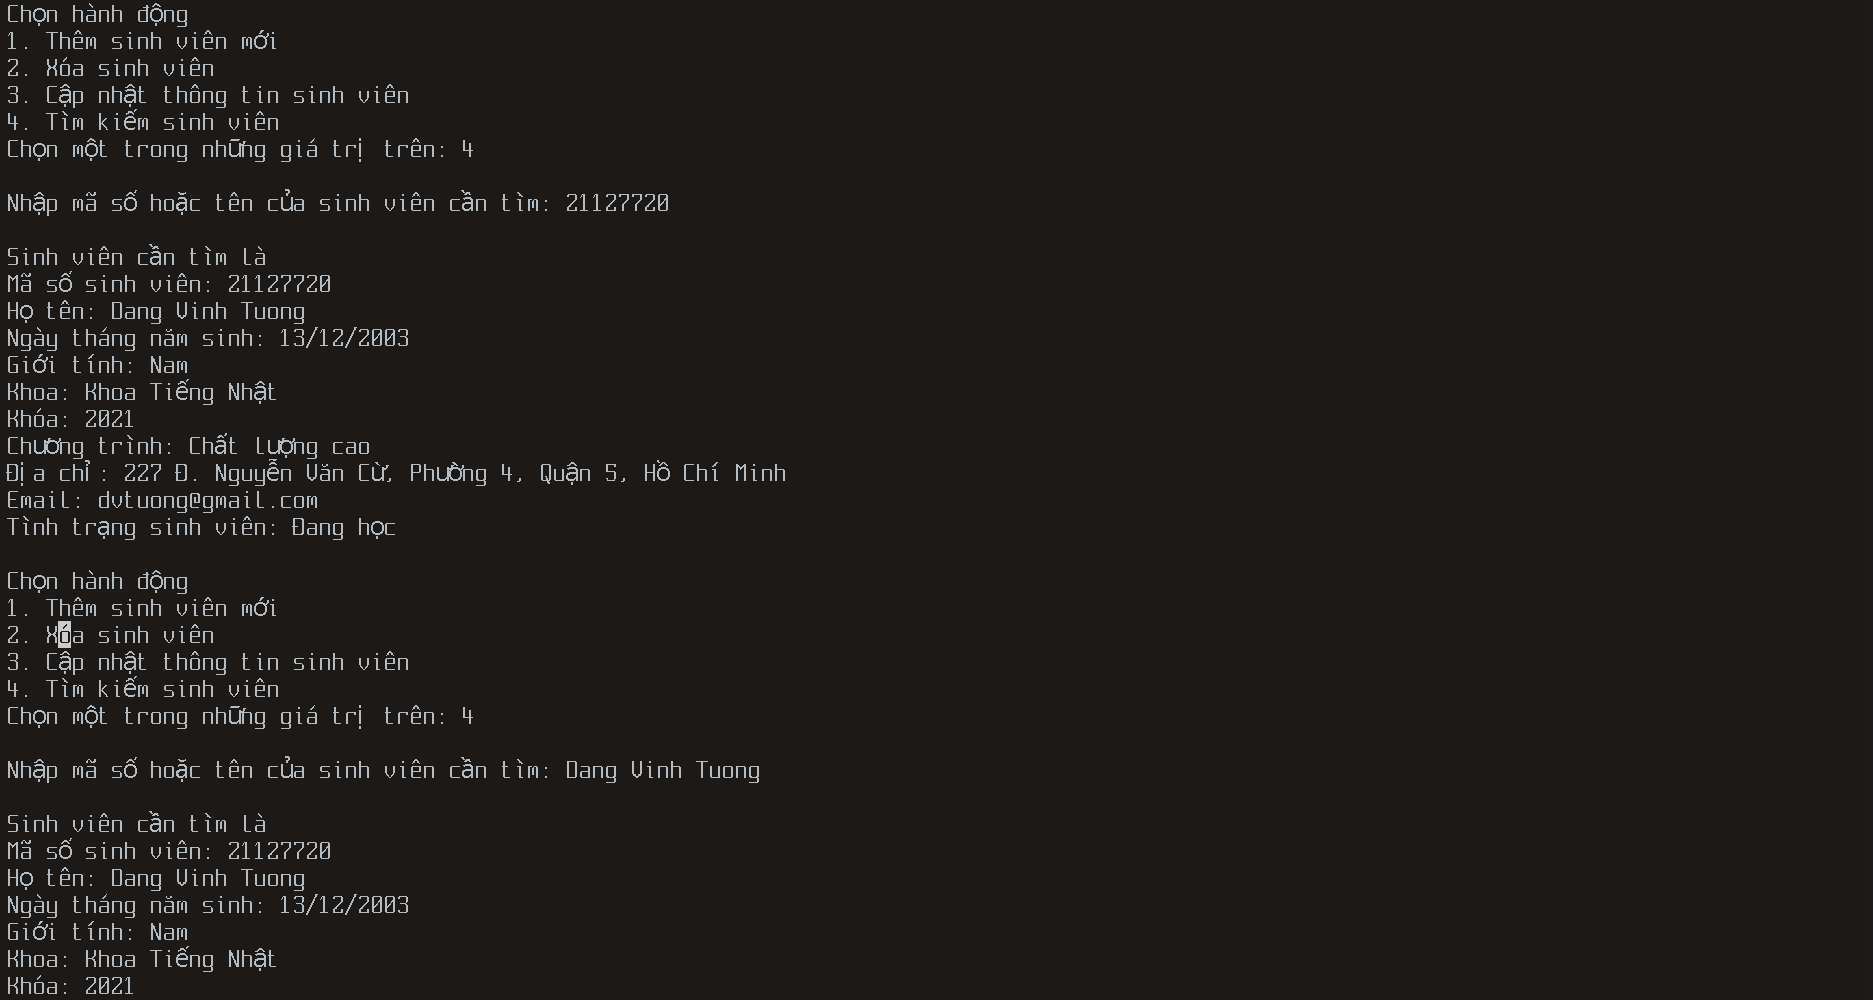 Chọn hành động
1. Thêm sinh viên mới
2. Xóa sinh viên
3. Cập nhật thông tin sinh viên
4. Tìm kiếm sinh viên
Chọn một trong những giá trị trên: 4
Nhập mã số hoặc tên của sinh viên cần tìm: 21127720
Sinh viên cần tìm là
Mã số sinh viên: 21127720
Họ tên: Dang Vinh Tuong
Ngày tháng năm sinh: 13/12/2003
Giới tính: Nam
Khoa: Khoa Tiếng Nhật
Khóa: 2021
Chương trình: Chất lượng cao
Địa chỉ: 227 Đ. Nguyễn Văn Cừ, Phường 4, Quận 5, Hồ Chí Minh
Email: dvtuong@gmail.com
Tình trạng sinh viên: Đang học
Chọn hành động
1. Thêm sinh viên mới
2. Xóa sinh viên
3. Cập nhật thông tin sinh viên
4. Tìm kiếm sinh viên
Chọn một trong những giá trị trên: 4
Nhập mã số hoặc tên của sinh viên cần tìm: Dang Vinh Tuong
Sinh viên cần tìm là
Mã số sinh viên: 21127720
Họ tên: Dang Vinh Tuong
Ngày tháng năm sinh: 13/12/2003
Giới tính: Nam
Khoa: Khoa Tiếng Nhật
Khóa: 2021